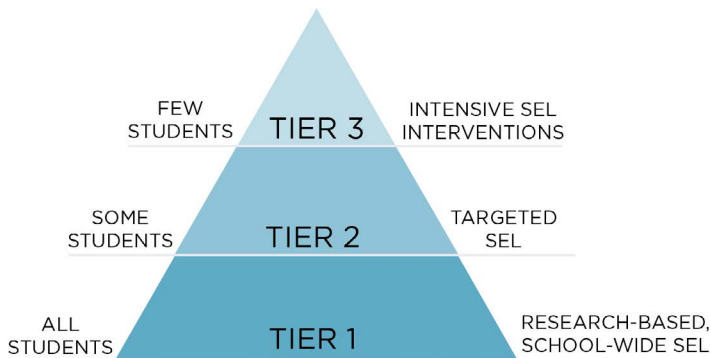 FEW
STUDENTS
TIER 3
INTENSIVE SEL
INTERVENTIONS
SOME
STUDENTS
TIER 2
TARGETED
SEL
ALL
STUDENTS
TIER 1
RESEARCH-BASED,
SCHOOL-WIDE SEL